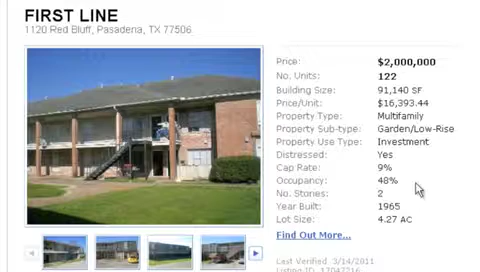 FIRST LINE
1120 Red Bluff, Pasadena, TX 77506
Price: $2,000,000
No. Units: 122
Building Size: 91,140 SF
Price/Unit: $16,393.44
Property Type: Multifamily
Property Sub-type: Garden/Low-Rise
Property Use Type: Investment
Distressed: Yes
Cap Rate: 9%
Occupancy: 48%
No. Stories: 2
Year Built: 1965
Lot Size: 4.27 AC
Find Out More...
Last Verified 3/14/2011
Listing ID 17047216